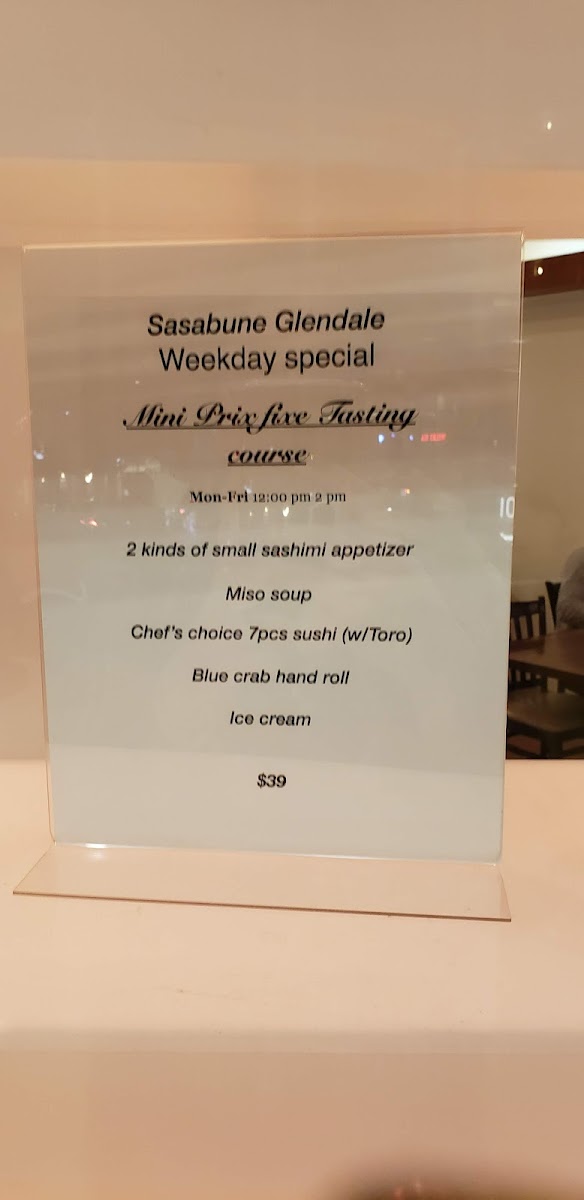 Sasabune Glendale
Weekday special
Mini Prix fixe Tasting
course
Mon-Fri 12:00 pm 2 pm
2 kinds of small sashimi appetizer
Miso soup
Chef's choice 7pcs sushi (w/Toro)
Blue crab hand roll
Ice cream
$39